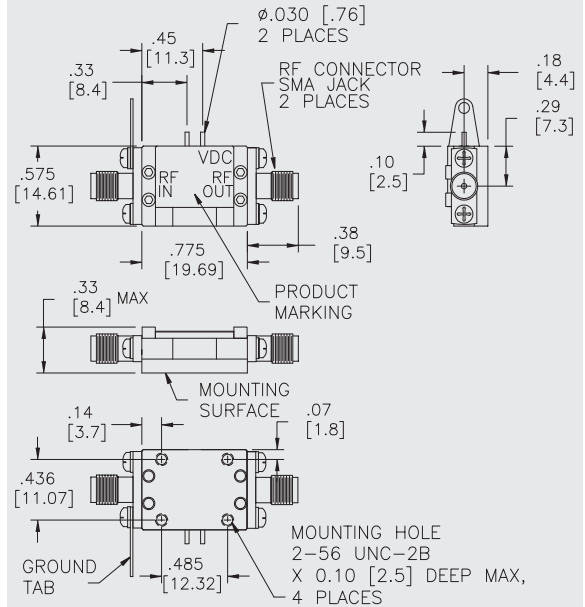 ø.030 [.76]
2 PLACES
.45
[11.3]
.33
[8.4]
RF CONNECTOR
SMA JACK
2 PLACES
.18
[4.4]
.29
[7.3]
.10
[2.5]
VDC
RF
IN
RF
OUT
.575
[14.61]
.775
[19.69]
.38
[9.5]
.33
[8.4] MAX
PRODUCT
MARKING
MOUNTING
SURFACE
.14
[3.7]
.07
[1.8]
.436
[11.07]
GROUND
TAB
.485
[12.32]
MOUNTING HOLE
2-56 UNC-2B
X 0.10 [2.5] DEEP MAX,
4 PLACES